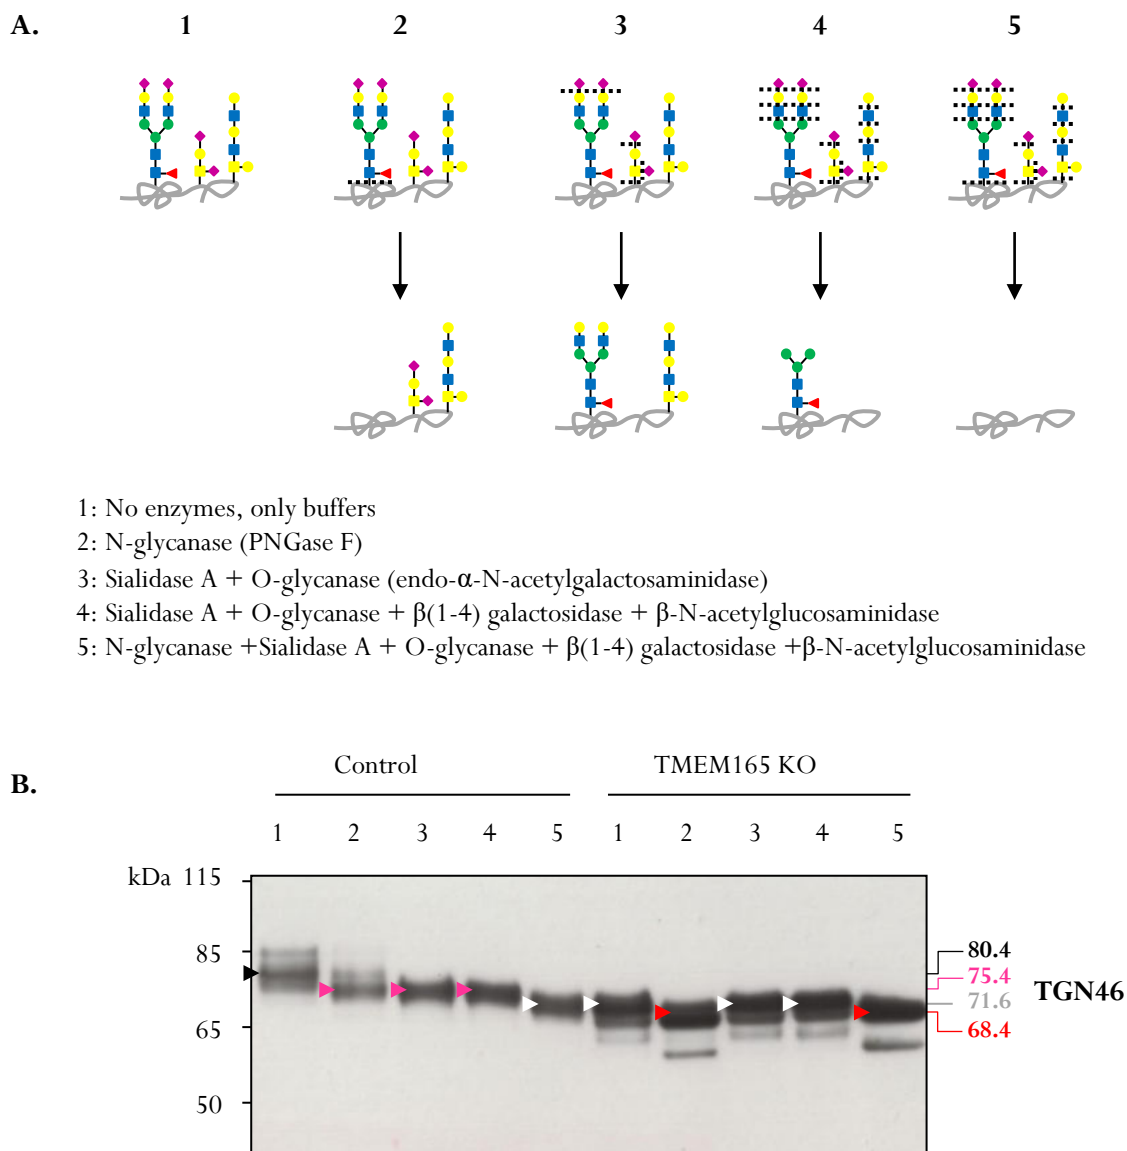 A. 1 2 3 4 5
1: No enzymes, only buffers
2: N-glycanase (PNGase F)
3: Sialidase A + O-glycanase (endo-α-N-acetylgalactosaminidase)
4: Sialidase A + O-glycanase + β(1-4) galactosidase + β-N-acetylglucosaminidase
5: N-glycanase +Sialidase A + O-glycanase + β(1-4) galactosidase +β-N-acetylglucosaminidase
Control TMEM165 KO
B.
1 2 3 4 5 1 2 3 4 5
kDa 115
85 80.4
75.4
71.6 TGN46
65 68.4
50